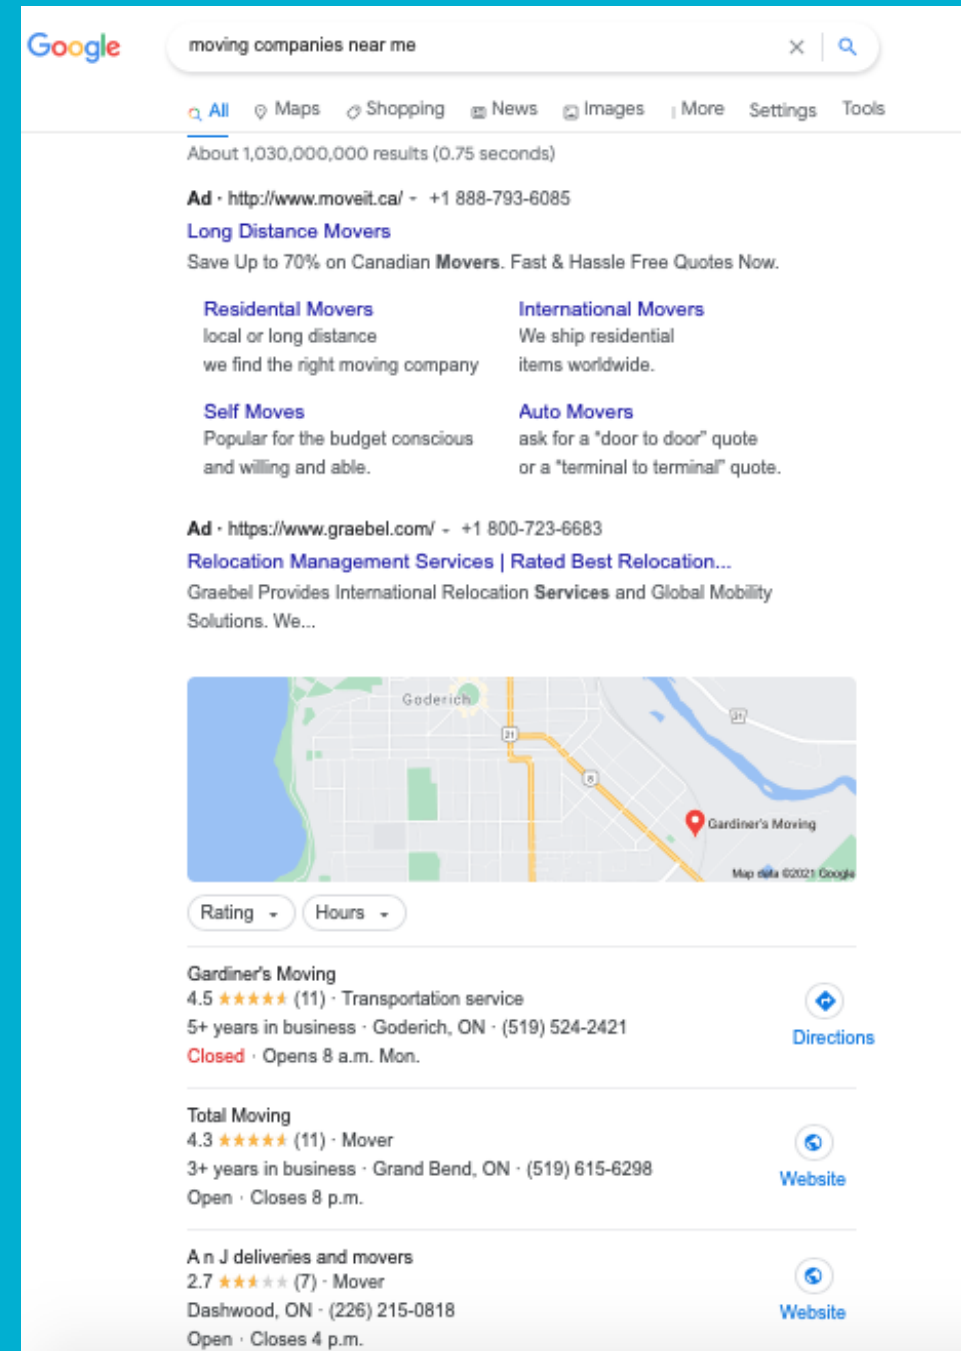 Google
moving companies near me
All Maps Shopping News Images More Settings Tools
About 1,030,000,000 results (0.75 seconds)
Ad · http://www.moveit.ca/ +1 888-793-6085
Long Distance Movers
Save Up to 70% on Canadian Movers. Fast & Hassle Free Quotes Now.
Residental Movers
local or long distance
we find the right moving company
International Movers
We ship residential
items worldwide.
Self Moves
Popular for the budget conscious
and willing and able.
Auto Movers
ask for a "door to door" quote
or a "terminal to terminal" quote.
Ad · https://www.graebel.com/ +1 800-723-6683
Relocation Management Services | Rated Best Relocation...
Graebel Provides International Relocation Services and Global Mobility
Solutions. We...
Goderich
31
21
8
Gardiner's Moving
Map data ©2021 Google
Rating Hours
Gardiner's Moving
4.5 (11) · Transportation service
5+ years in business · Goderich, ON · (519) 524-2421
Closed · Opens 8 a.m. Mon.
Directions
Total Moving
4.3 (11) · Mover
3+ years in business · Grand Bend, ON · (519) 615-6298
Open · Closes 8 p.m.
Website
A n J deliveries and movers
2.7 (7) · Mover
Dashwood, ON · (226) 215-0818
Open · Closes 4 p.m.
Website